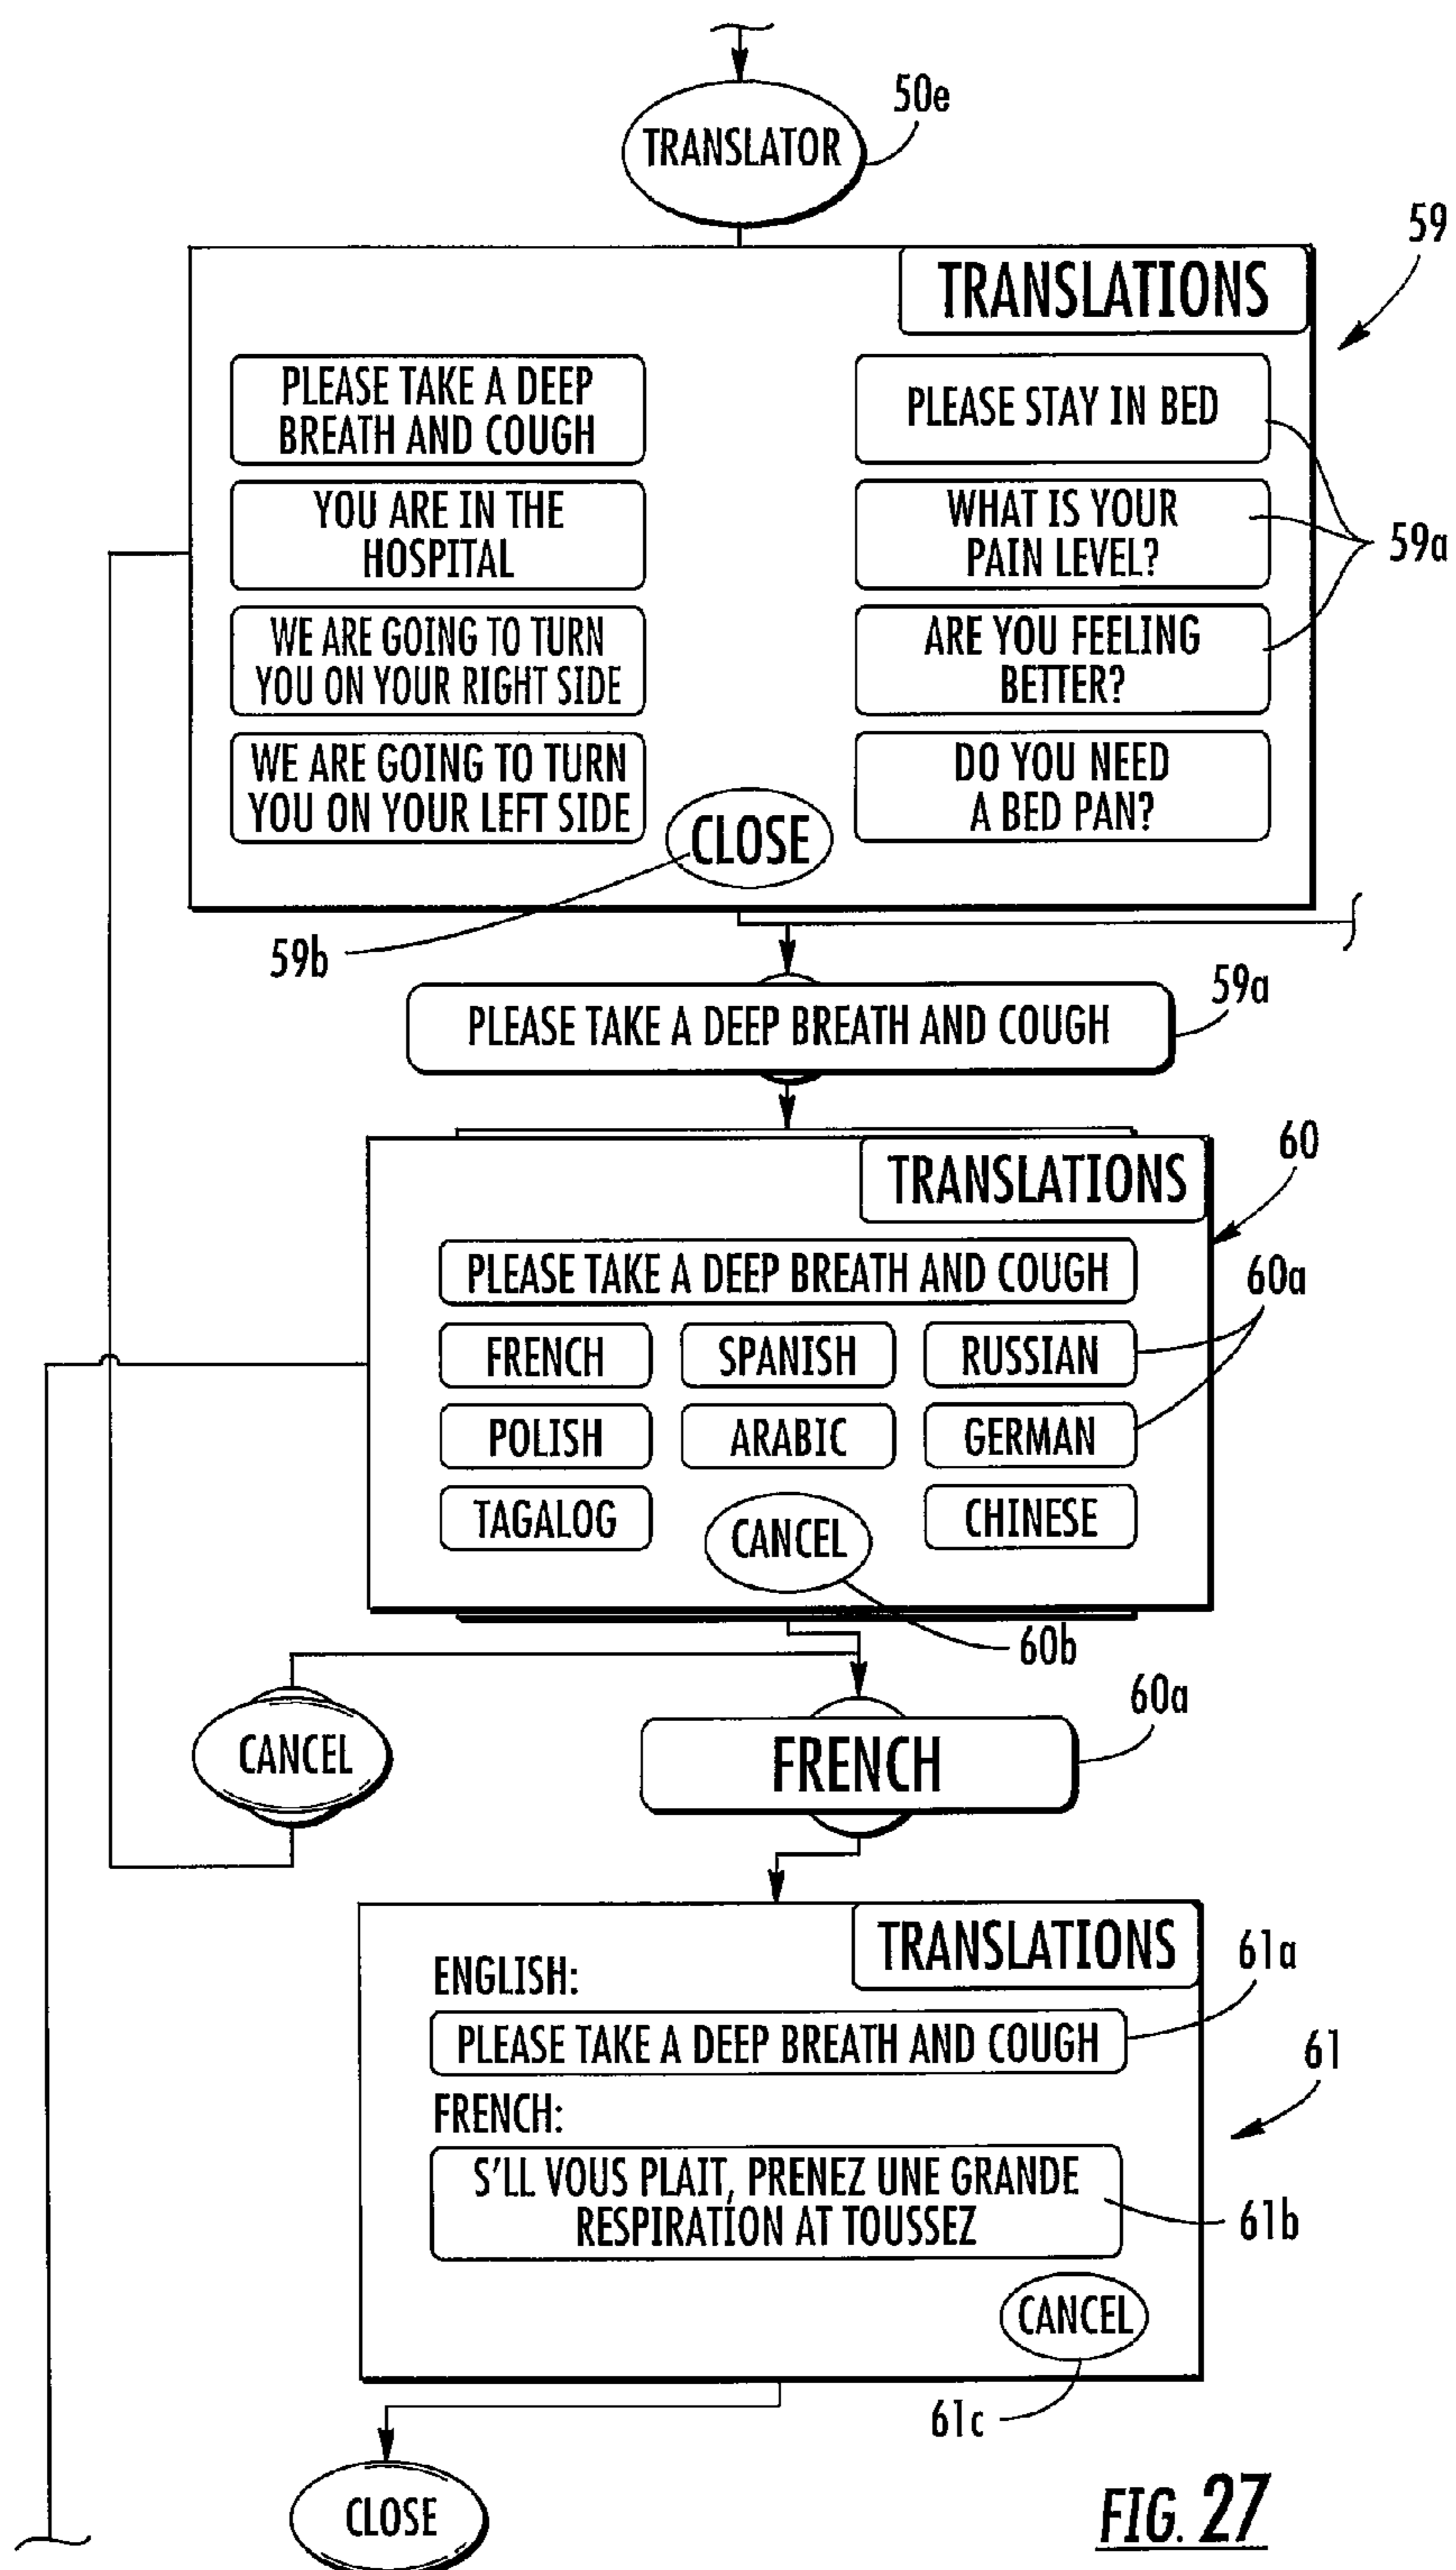 50e
TRANSLATOR
59
TRANSLATIONS
PLEASE TAKE A DEEP
BREATH AND COUGH
PLEASE STAY IN BED
YOU ARE IN THE
HOSPITAL
WHAT IS YOUR
PAIN LEVEL?
59a
WE ARE GOING TO TURN
YOU ON YOUR RIGHT SIDE
ARE YOU FEELING
BETTER?
WE ARE GOING TO TURN
YOU ON YOUR LEFT SIDE
DO YOU NEED
A BED PAN?
CLOSE
59b
59a
PLEASE TAKE A DEEP BREATH AND COUGH
60
TRANSLATIONS
PLEASE TAKE A DEEP BREATH AND COUGH
60a
FRENCH SPANISH RUSSIAN
POLISH ARABIC GERMAN
TAGALOG CANCEL CHINESE
60b
60a
CANCEL
FRENCH
TRANSLATIONS
61a
ENGLISH:
PLEASE TAKE A DEEP BREATH AND COUGH
61
FRENCH:
S'LL VOUS PLAIT, PRENEZ UNE GRANDE
RESPIRATION AT TOUSSEZ
61b
CANCEL
61c
CLOSE
FIG. 27